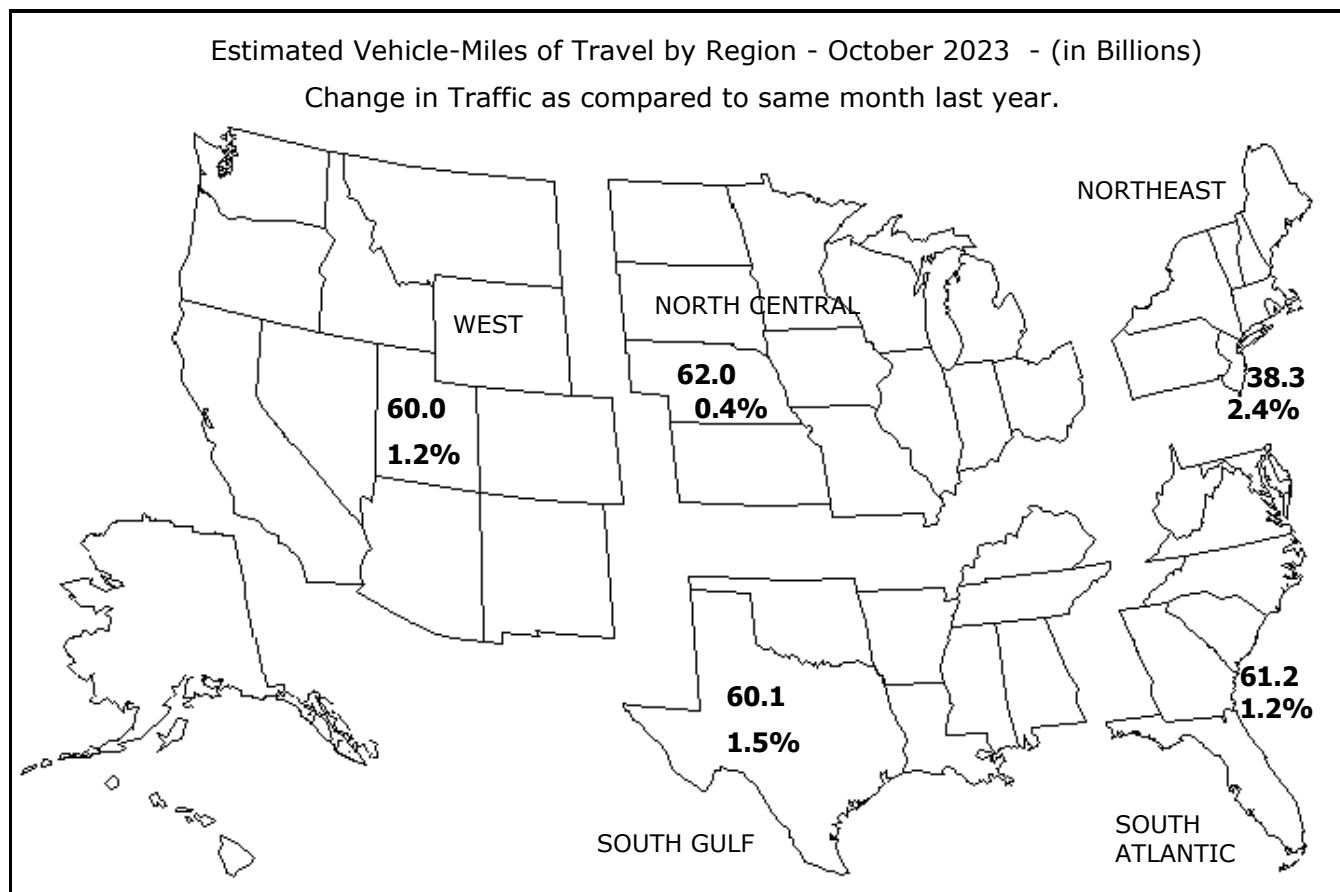 Estimated Vehicle-Miles of Travel by Region - October 2023 - (in Billions)
Change in Traffic as compared to same month last year.
NORTHEAST
38.3
2.4%
NORTH CENTRAL
62.0
0.4%
WEST
60.0
1.2%
60.1
1.5%
SOUTH GULF
61.2
1.2%
SOUTH
ATLANTIC